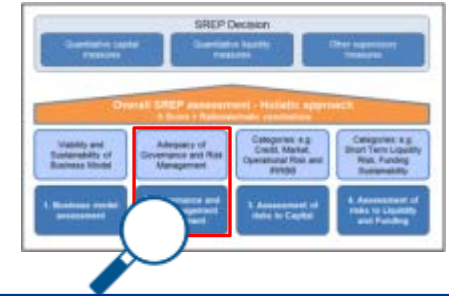 SREP Decision
Quantitative capital
measures
Quantitative liquidity
measures
Other supervisory
measures
Overall SREP assessment - Holistic approach
Viability and
Sustainability of
Business Model
Adequacy of
Governance and Risk
Management
Categories: e.g.
Credit, Market,
Operational Risk and
IRRBB
Categories: e.g.
Short Term Liquidity
Risk, Funding
Sustainability
1. Business model
assessment
3. Assessment of
risks to Capital
4. Assessment of
risks to Liquidity
and Funding